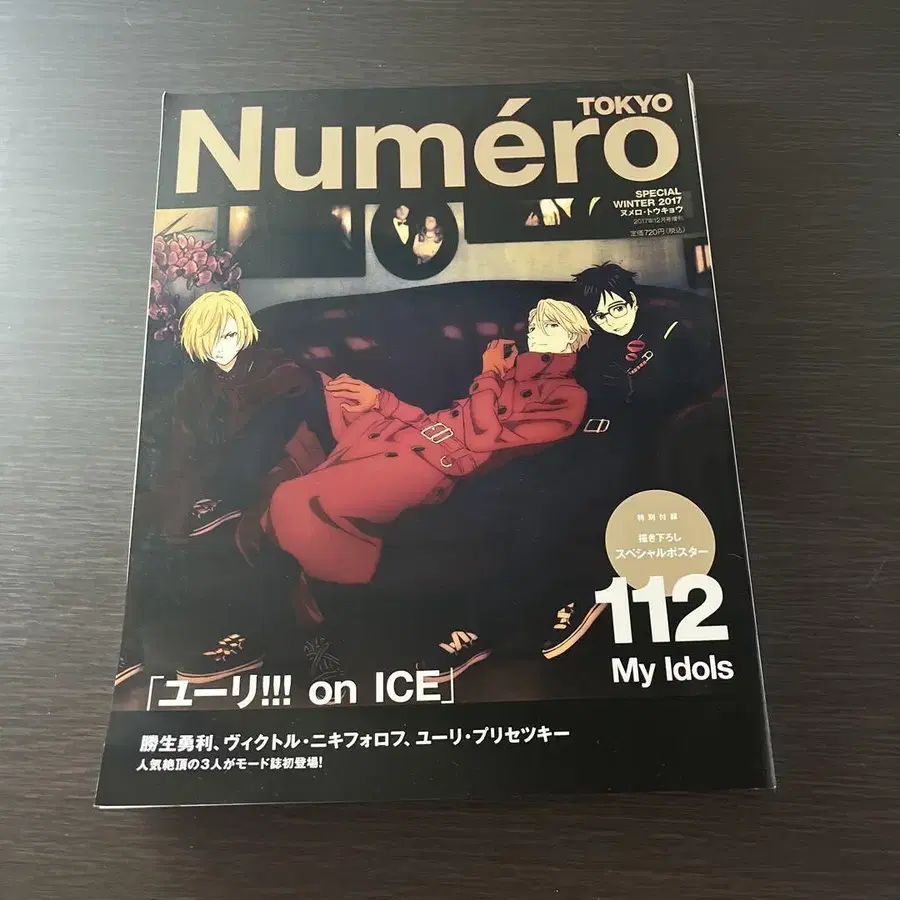 TOKYO
Numéro
SPECIAL
WINTER 2017
ヌメロ・トウキョウ
2017年12月号増刊
定価720円(税込)
特別付録
描き下ろし
スペシャルポスター
112
My Idols
「ユーリ!!! on ICE」
勝生勇利、ヴィクトル・ニキフォロフ、ユーリ・プリセツキー
人気絶頂の3人がモード誌初登場!